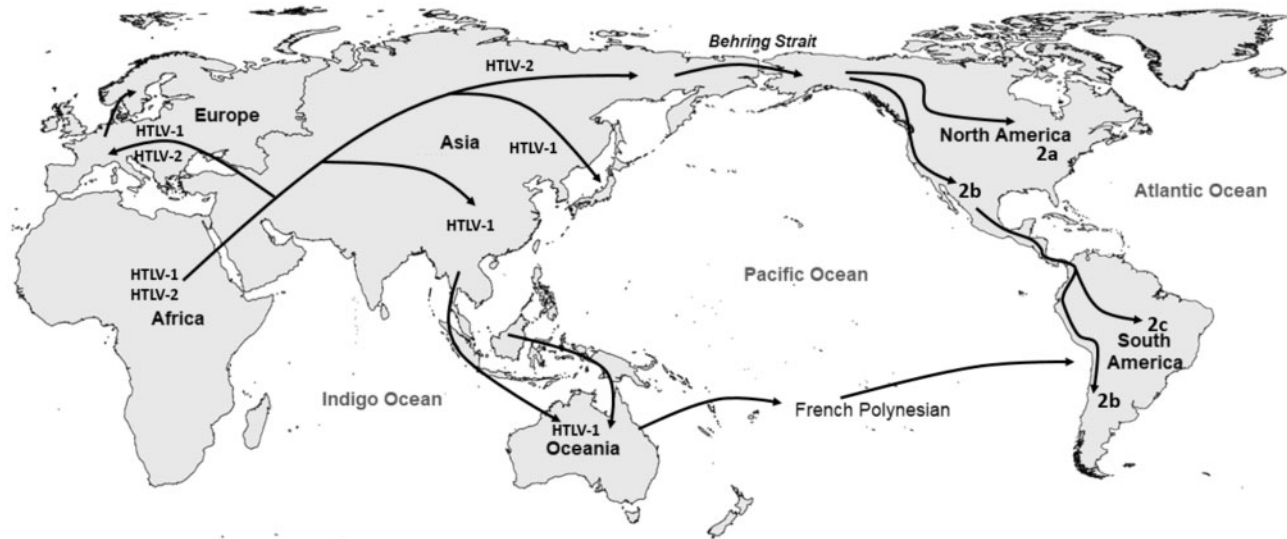 Behring Strait
HTLV-2
Europe
HTLV-1
HTLV-2
Asia
HTLV-1
North America
2a
2b
Atlantic Ocean
HTLV-1
HTLV-1
HTLV-2
Africa
Pacific Ocean
2c
South
America
Indigo Ocean
French Polynesian
2b
HTLV-1
Oceania